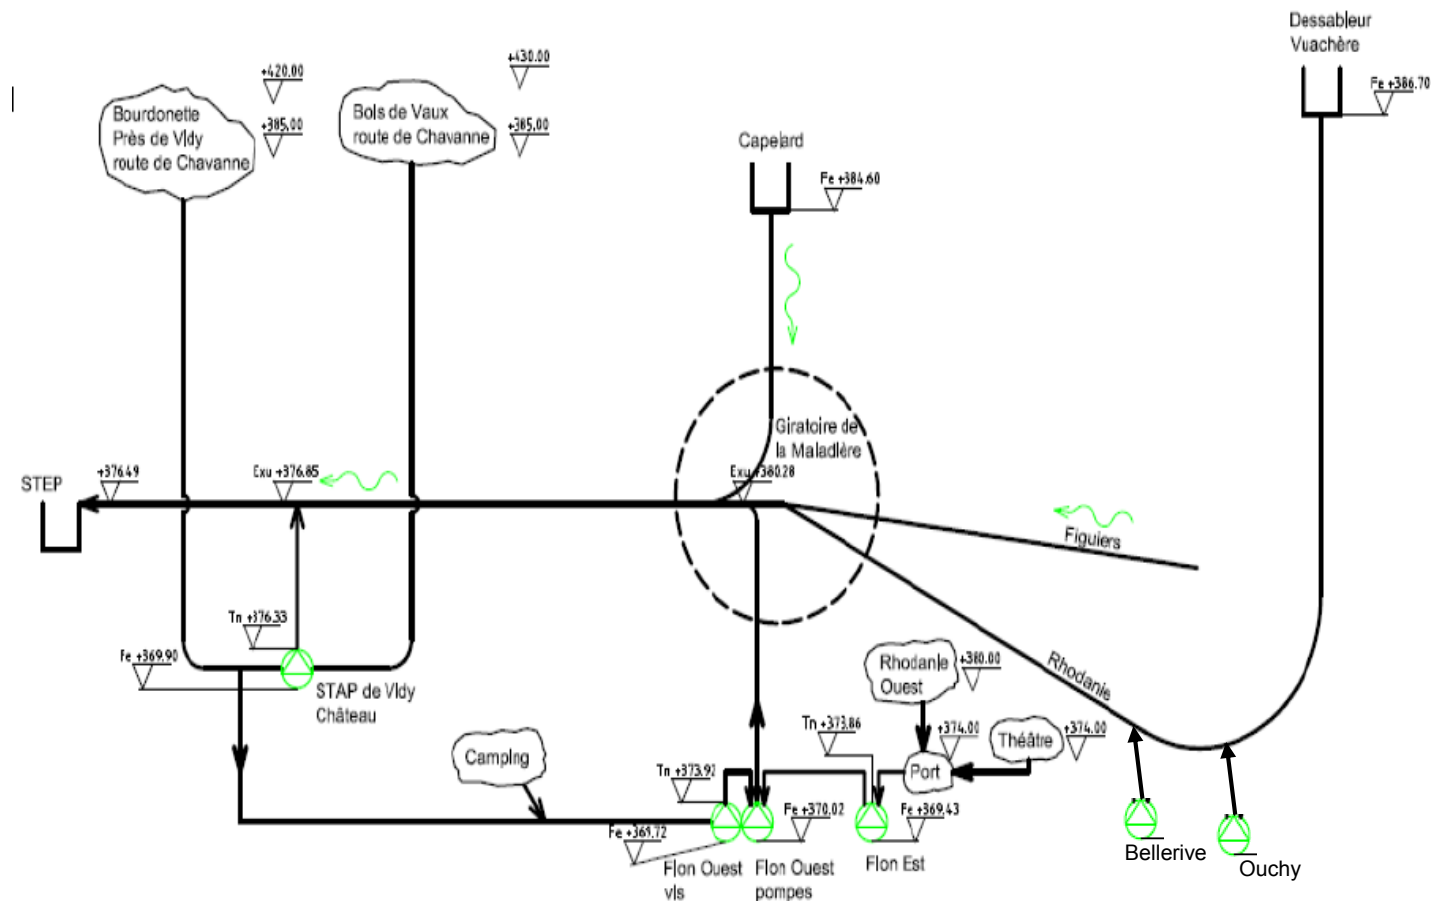 Dessableur
Vuachère
Fe +386.70
+420.00
+385,00
+430.00
+385,00
Bourdonette
Près de Vidy
route de Chavanne
Bois de Vaux
route de Chavanne
Capelard
Fe +384.60
Giratoire de
la Maladière
STEP
+376.49
Exu +376.85
Exu +380.28
Figuiers
Rhodanie
Tn +376.33
Fe +369.90
STAP de Vidy
Château
Camping
Rhodanie
Ouest
+380.00
Tn +373.86
+374.00
Théâtre
+374.00
Port
Tn +373.92
Fe +370.02
Fe +369.43
Fe +369.72
Flon Ouest
vis
Flon Ouest
pompes
Flon Est
Bellerive
Ouchy